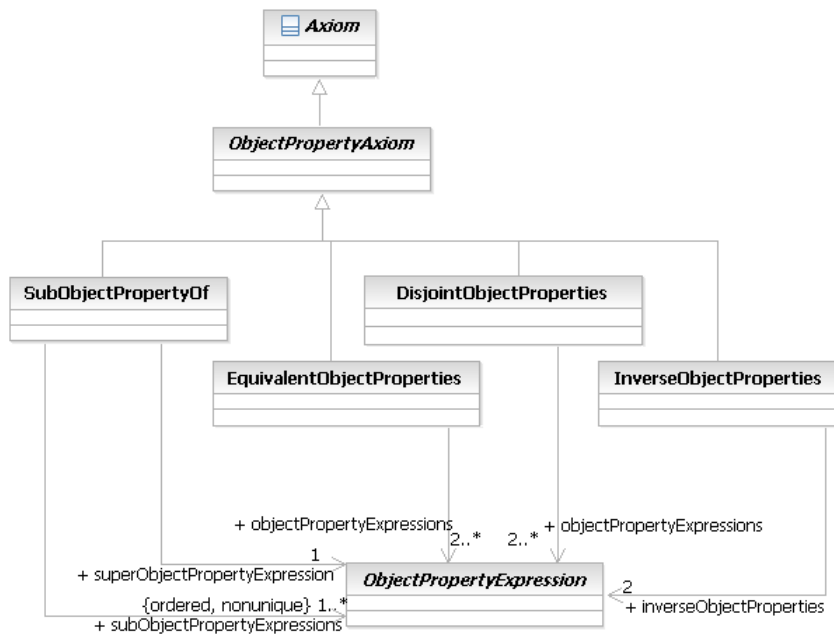 Axiom
ObjectPropertyAxiom
SubObjectPropertyOf
DisjointObjectProperties
EquivalentObjectProperties
InverseObjectProperties
+ objectPropertyExpressions
2..*
2..*
+ objectPropertyExpressions
1
+ superObjectPropertyExpression
ObjectPropertyExpression
2
{ordered, nonunique} 1..*
+ inverseObjectProperties
+ subObjectPropertyExpressions